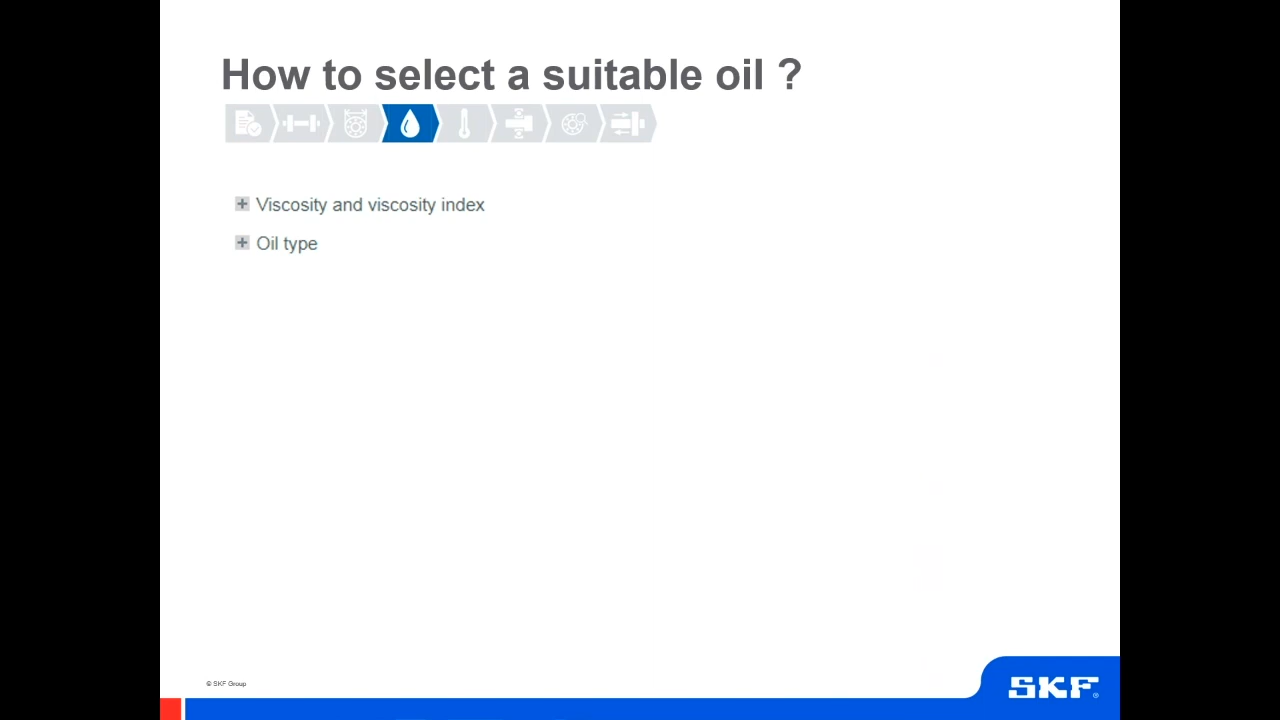 How to select a suitable oil ?
Viscosity and viscosity index
Oil type
© SKF Group
SKF®